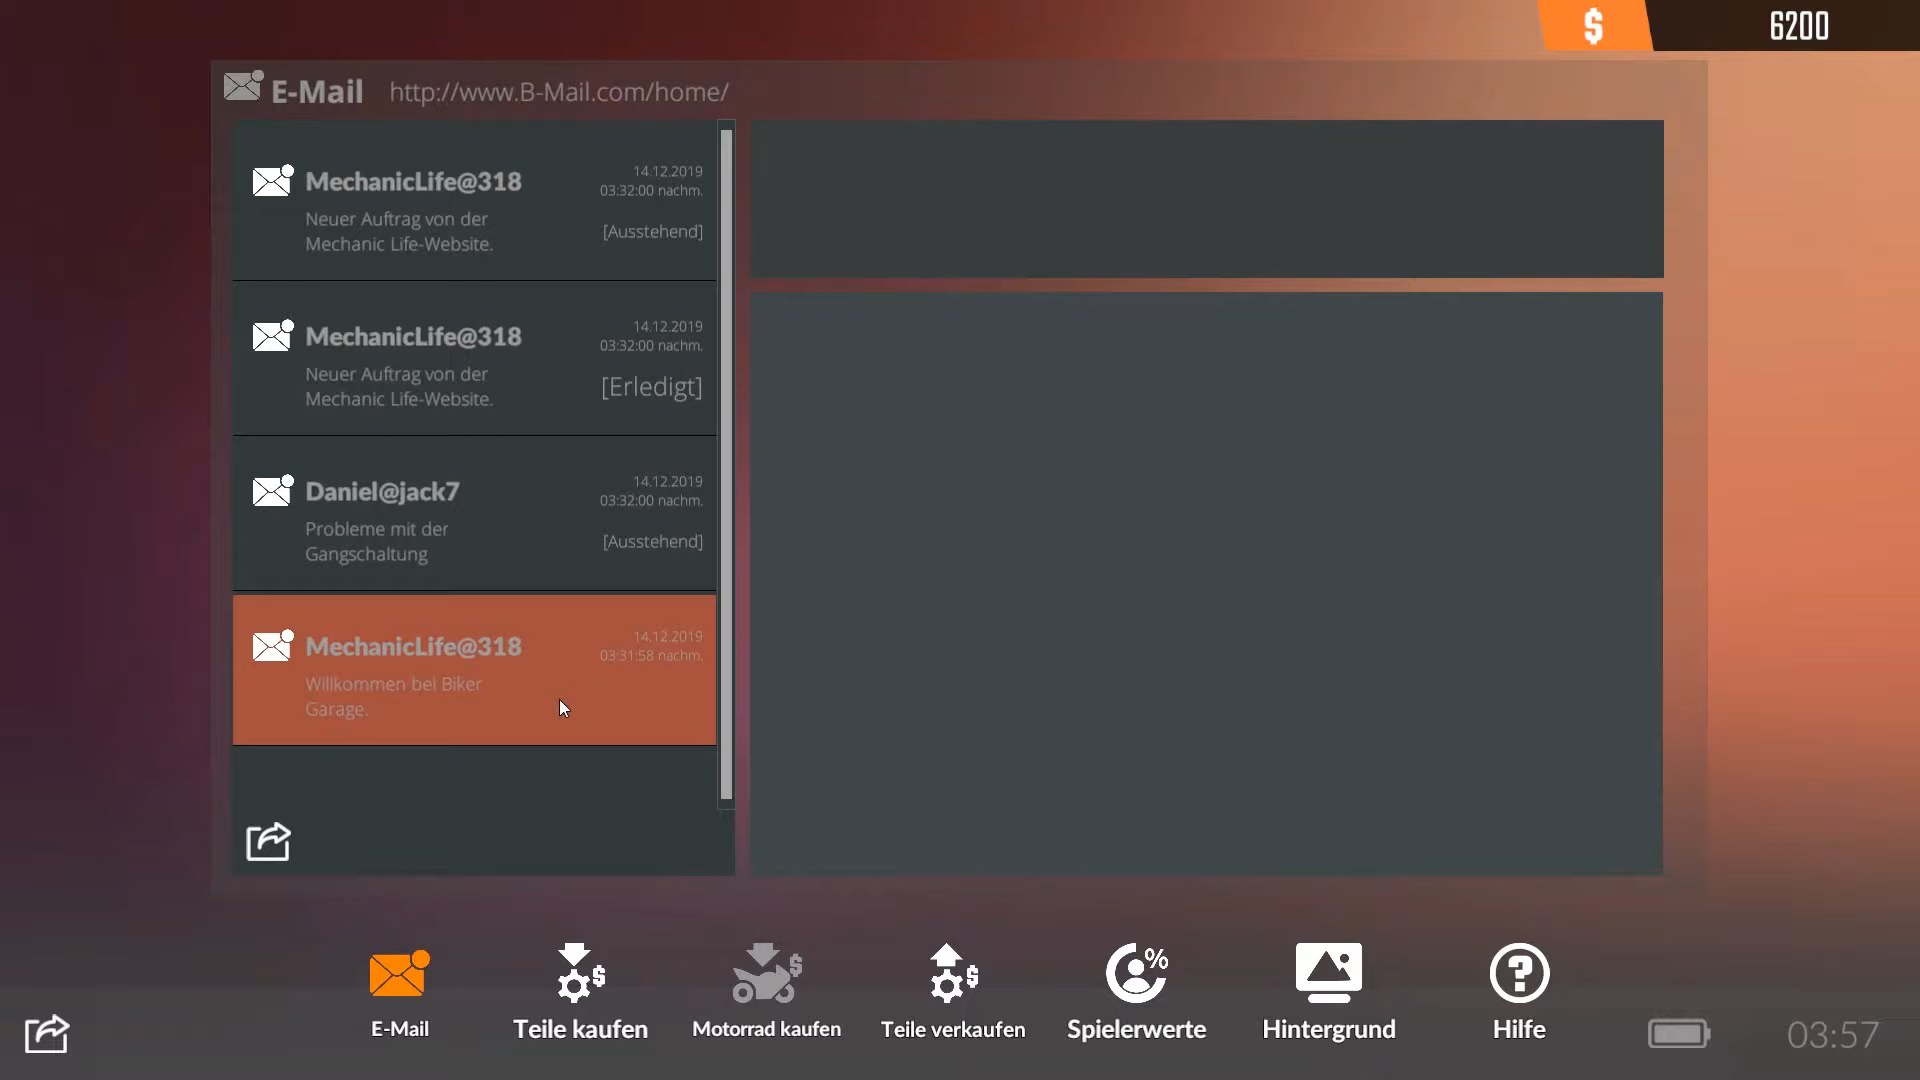 $ 6200
E-Mail http://www.B-Mail.com/home/
MechanicLife@318
14.12.2019
03:32:00 nachm.
Neuer Auftrag von der
Mechanic Life-Website.
[Ausstehend]
MechanicLife@318
14.12.2019
03:32:00 nachm.
Neuer Auftrag von der
Mechanic Life-Website.
[Erledigt]
Daniel@jack7
14.12.2019
03:32:00 nachm.
Probleme mit der
Gangschaltung
[Ausstehend]
MechanicLife@318
14.12.2019
03:31:58 nachm.
Willkommen bei Biker
Garage.
E-Mail
Teile kaufen
Motorrad kaufen
Teile verkaufen
Spielerwerte
Hintergrund
Hilfe
03:57